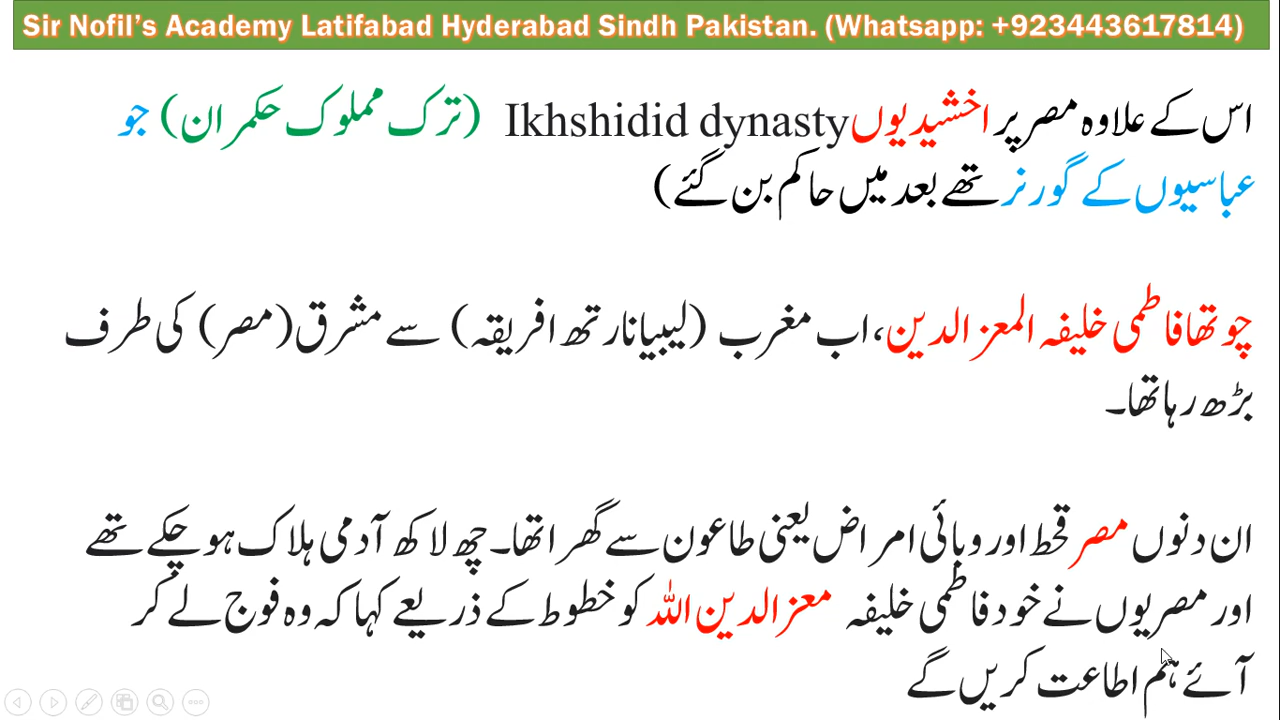 Sir Nofil's Academy Latifabad Hyderabad Sindh Pakistan. (Whatsapp: +923443617814)
اس کے علاوہ مصر پر اخشیدیوں Ikhshidid dynasty (ترک مملوک حکمران) جو
عباسیوں کے گورنر تھے بعد میں حاکم بن گئے)
چوتھا فاطمی خلیفہ المعز الدین، اب مغرب (لیبیا نارتھ افریقہ) سے مشرق (مصر) کی طرف
بڑھ رہا تھا۔
ان دنوں مصر قحط اور وبائی امراض یعنی طاعون سے گھرا تھا۔ چھ لاکھ آدمی ہلاک ہو چکے تھے
اور مصریوں نے خود فاطمی خلیفہ معز الدین اللہ کو خطوط کے ذریعے کہا کہ وہ فوج لے کر
آئے ہم اطاعت کریں گے